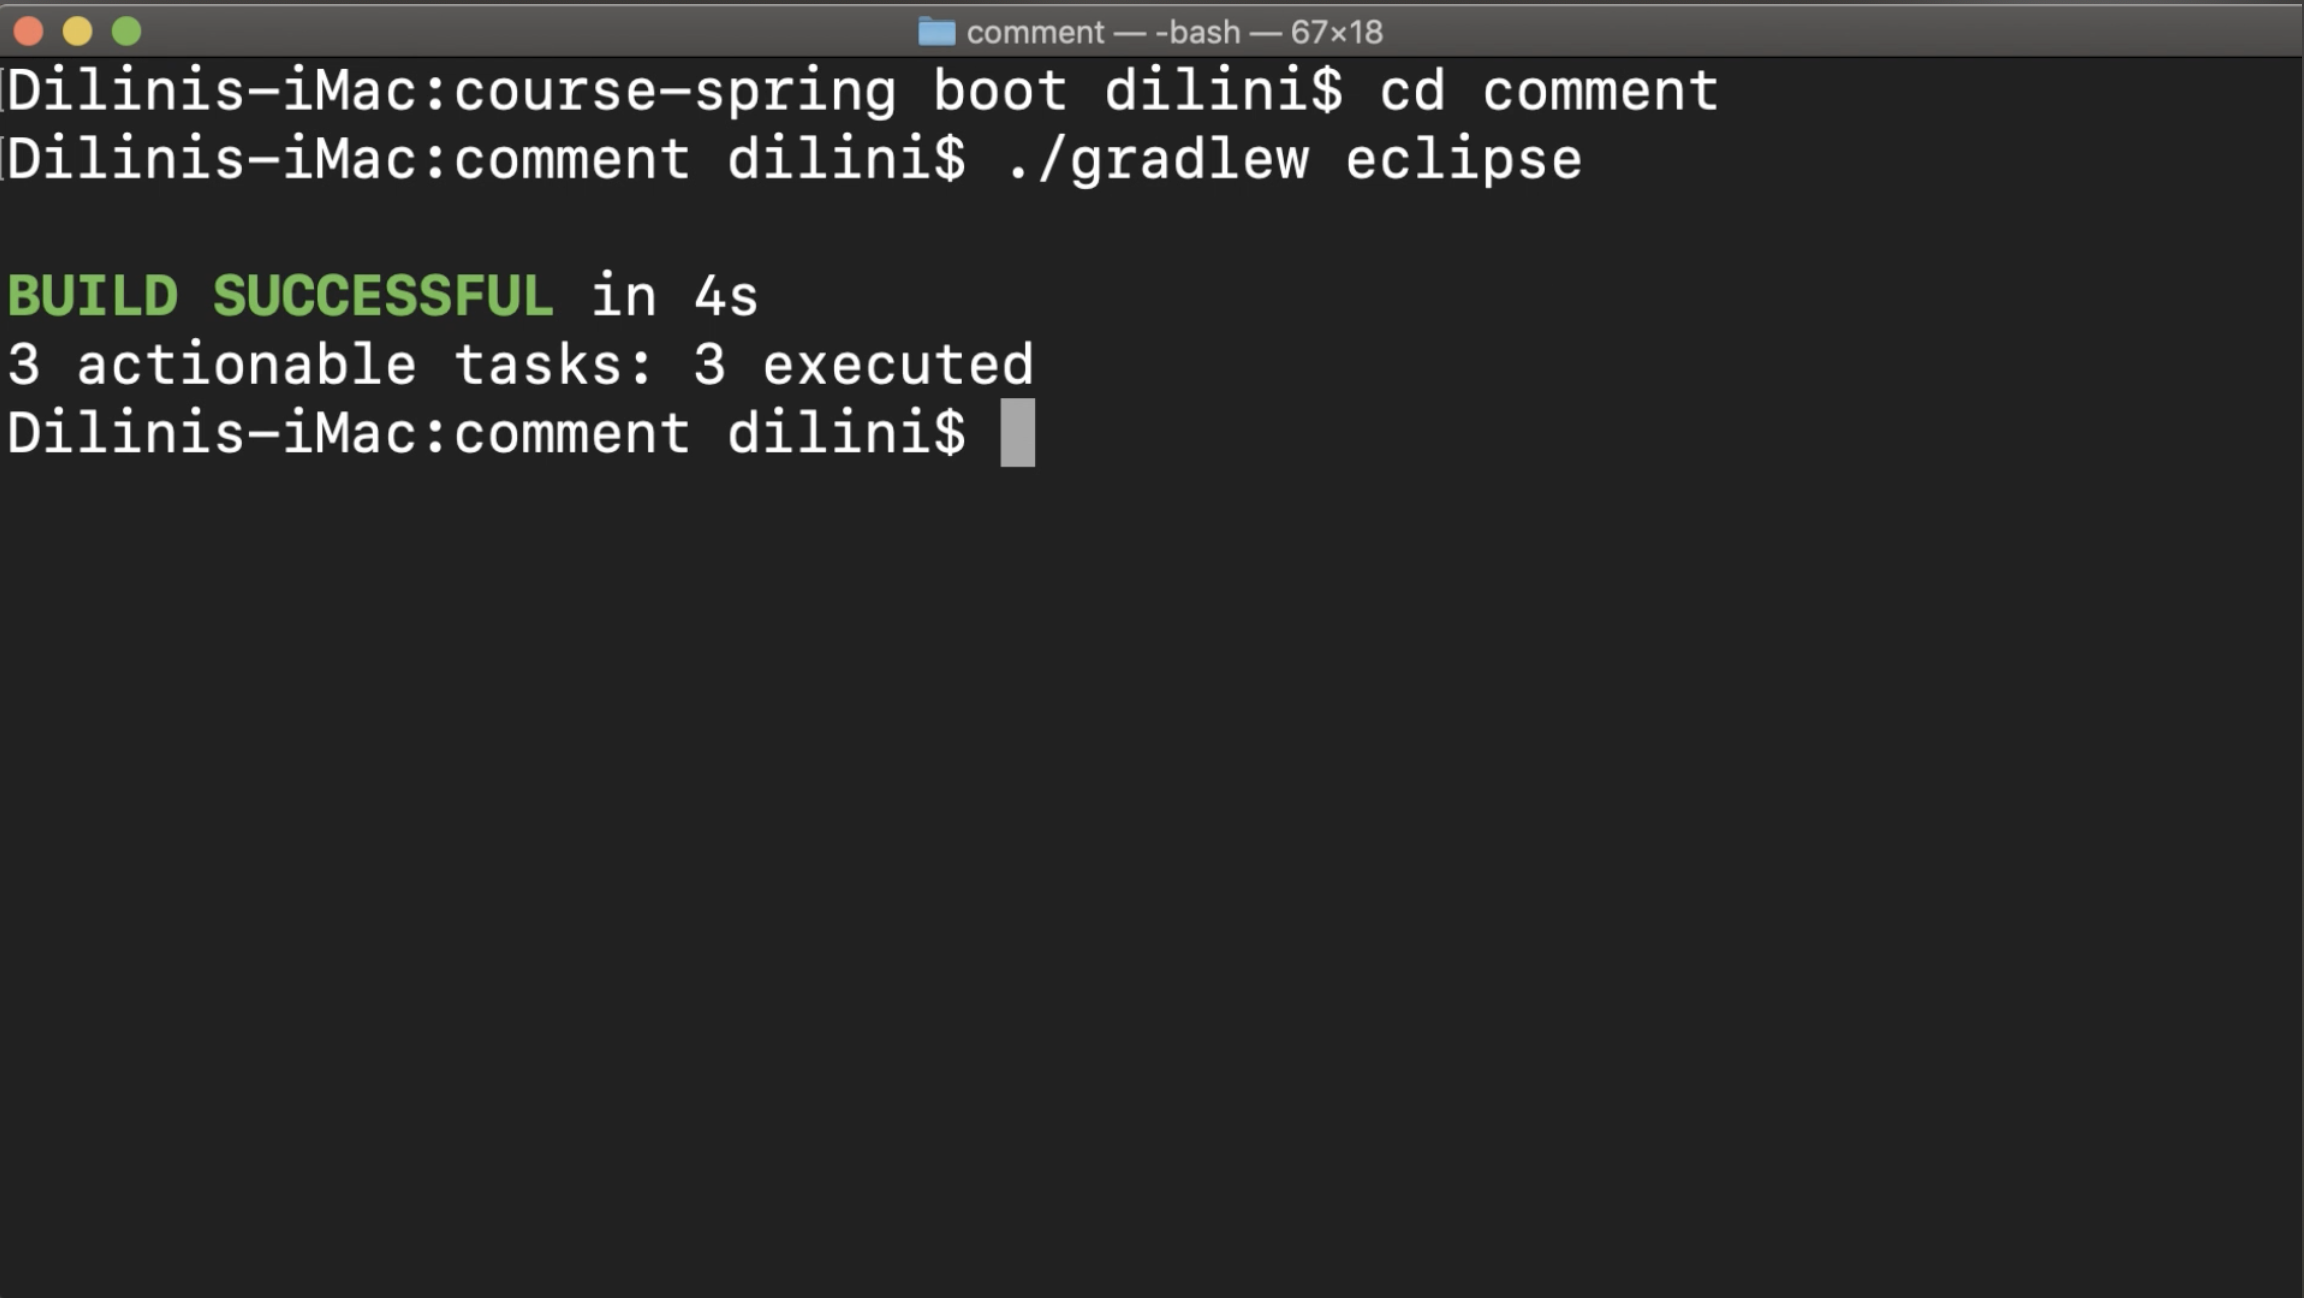 comment — -bash — 67×18
Dilinis-iMac:course-spring boot dilini$ cd comment
Dilinis-iMac:comment dilini$ ./gradlew eclipse
BUILD SUCCESSFUL in 4s
3 actionable tasks: 3 executed
Dilinis-iMac:comment dilini$